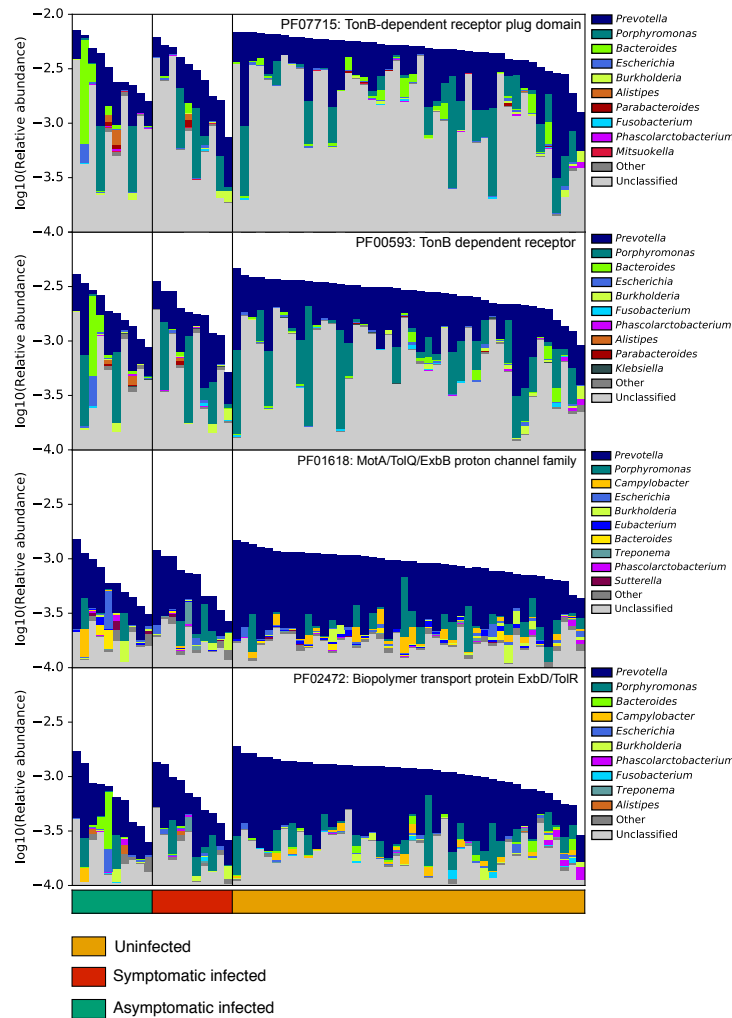 PF07715: TonB-dependent receptor plug domain
log10(Relative abundance)
−2.0
−2.5
−3.0
−3.5
−4.0
Prevotella
Porphyromonas
Bacteroides
Escherichia
Burkholderia
Alistipes
Parabacteroides
Fusobacterium
Phascolarctobacterium
Mitsuokella
Other
Unclassified
PF00593: TonB dependent receptor
log10(Relative abundance)
−2.5
−3.0
−3.5
−4.0
Prevotella
Porphyromonas
Bacteroides
Escherichia
Burkholderia
Fusobacterium
Phascolarctobacterium
Alistipes
Parabacteroides
Klebsiella
Other
Unclassified
PF01618: MotA/TolQ/ExbB proton channel family
log10(Relative abundance)
−2.5
−3.0
−3.5
−4.0
Prevotella
Porphyromonas
Campylobacter
Escherichia
Burkholderia
Eubacterium
Bacteroides
Treponema
Phascolarctobacterium
Sutterella
Other
Unclassified
PF02472: Biopolymer transport protein ExbD/TolR
log10(Relative abundance)
−2.5
−3.0
−3.5
−4.0
Prevotella
Porphyromonas
Bacteroides
Campylobacter
Escherichia
Burkholderia
Phascolarctobacterium
Fusobacterium
Treponema
Alistipes
Other
Unclassified
Uninfected
Symptomatic infected
Asymptomatic infected